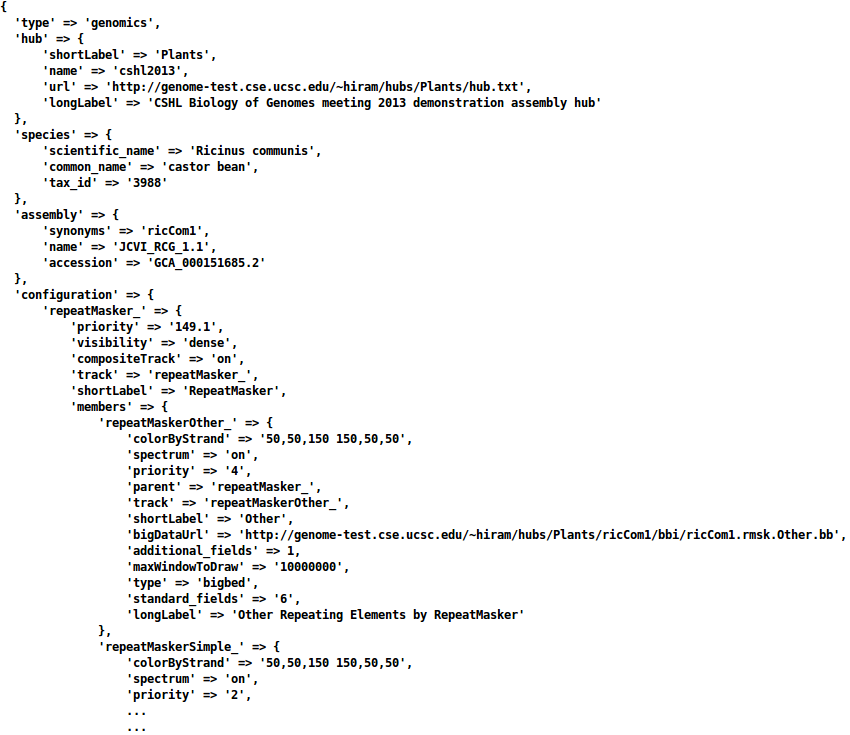 {
  'type' => 'genomics',
  'hub' => {
      'shortLabel' => 'Plants',
      'name' => 'cshl2013',
      'url' => 'http://genome-test.cse.ucsc.edu/~hiram/hubs/Plants/hub.txt',
      'longLabel' => 'CSHL Biology of Genomes meeting 2013 demonstration assembly hub'
  },
  'species' => {
      'scientific_name' => 'Ricinus communis',
      'common_name' => 'castor bean',
      'tax_id' => '3988'
  },
  'assembly' => {
      'synonyms' => 'ricCom1',
      'name' => 'JCVI_RCG_1.1',
      'accession' => 'GCA_000151685.2'
  },
  'configuration' => {
      'repeatMasker_' => {
          'priority' => '149.1',
          'visibility' => 'dense',
          'compositeTrack' => 'on',
          'track' => 'repeatMasker_',
          'shortLabel' => 'RepeatMasker',
          'members' => {
              'repeatMaskerOther_' => {
                  'colorByStrand' => '50,50,150 150,50,50',
                  'spectrum' => 'on',
                  'priority' => '4',
                  'parent' => 'repeatMasker_',
                  'track' => 'repeatMaskerOther_',
                  'shortLabel' => 'Other',
                  'bigDataUrl' => 'http://genome-test.cse.ucsc.edu/~hiram/hubs/Plants/ricCom1/bbi/ricCom1.rmsk.Other.bb',
                  'additional_fields' => 1,
                  'maxWindowToDraw' => '10000000',
                  'type' => 'bigbed',
                  'standard_fields' => '6',
                  'longLabel' => 'Other Repeating Elements by RepeatMasker'
              },
              'repeatMaskerSimple_' => {
                  'colorByStrand' => '50,50,150 150,50,50',
                  'spectrum' => 'on',
                  'priority' => '2',
                  ...
                  ...